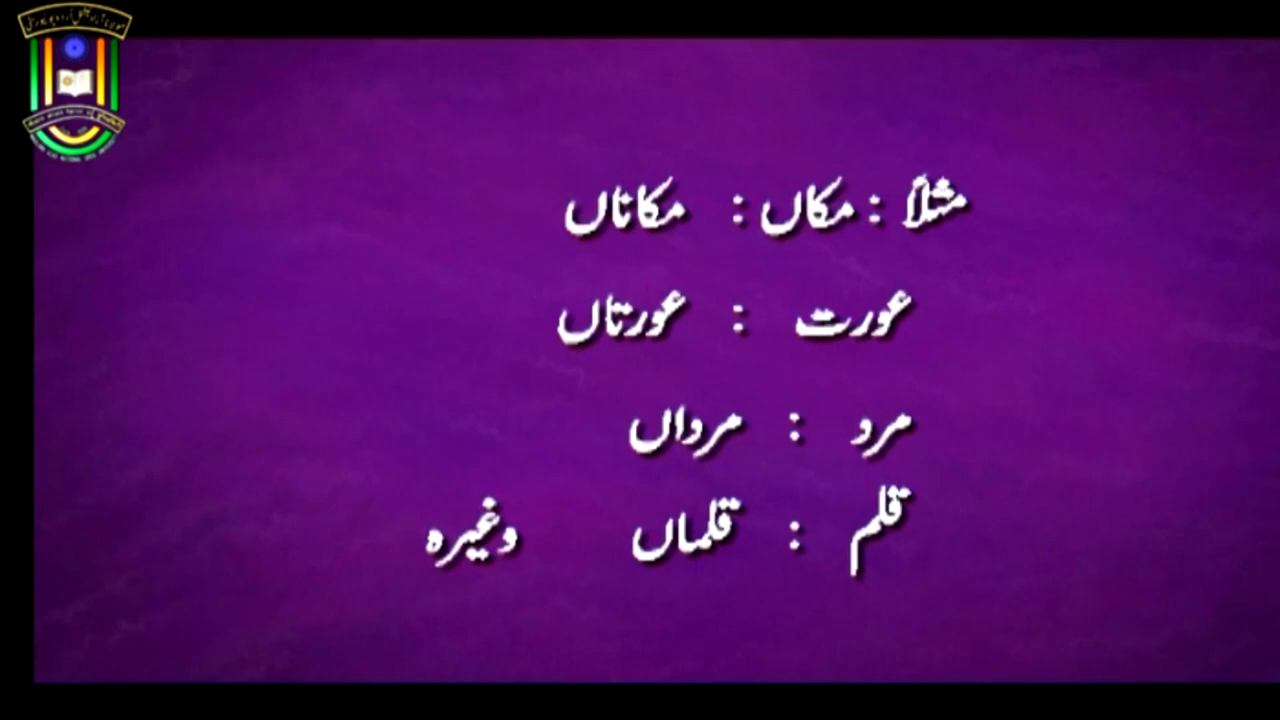 مثلاً : مکاں : مکاناں
عورت : عورتاں
مرد : مرداں
قلم : قلماں وغیرہ